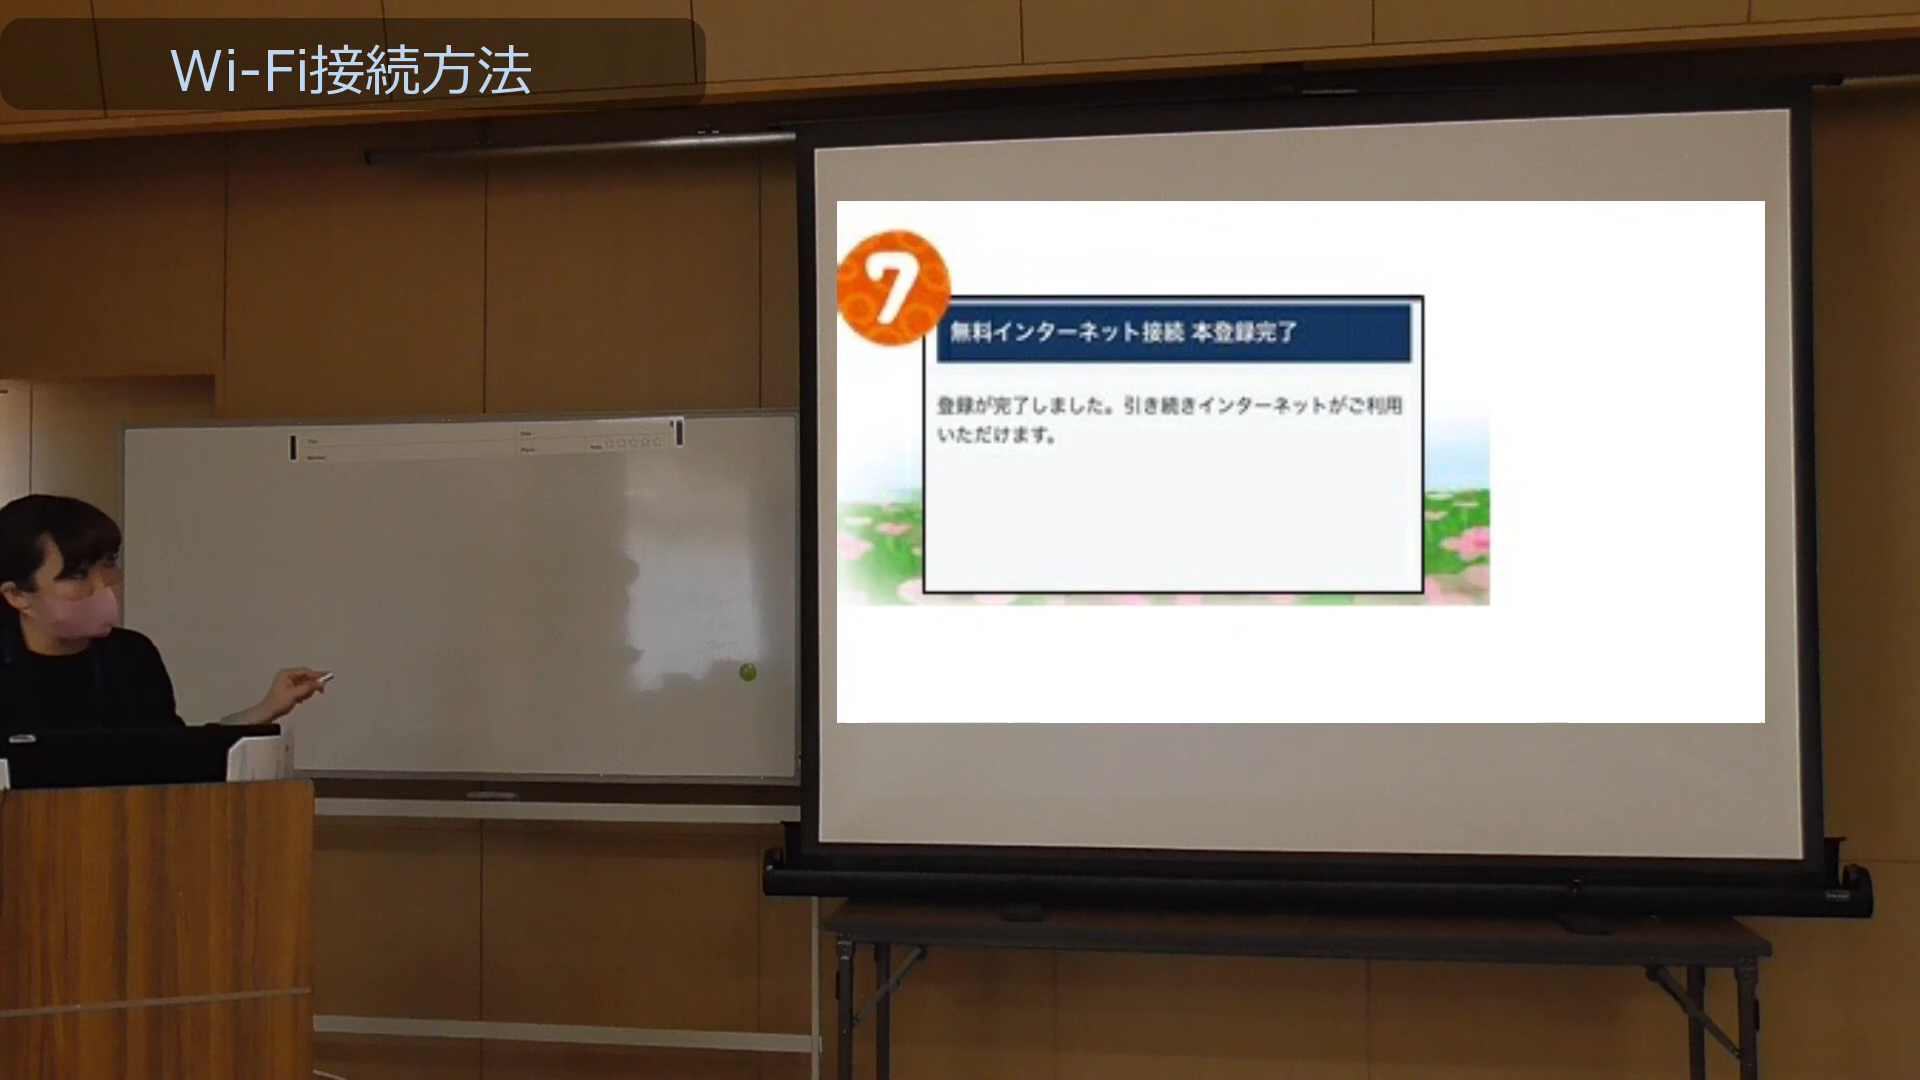 Wi-Fi接続方法
7
無料インターネット接続 本登録完了
登録が完了しました。引き続きインターネットがご利用
いただけます。